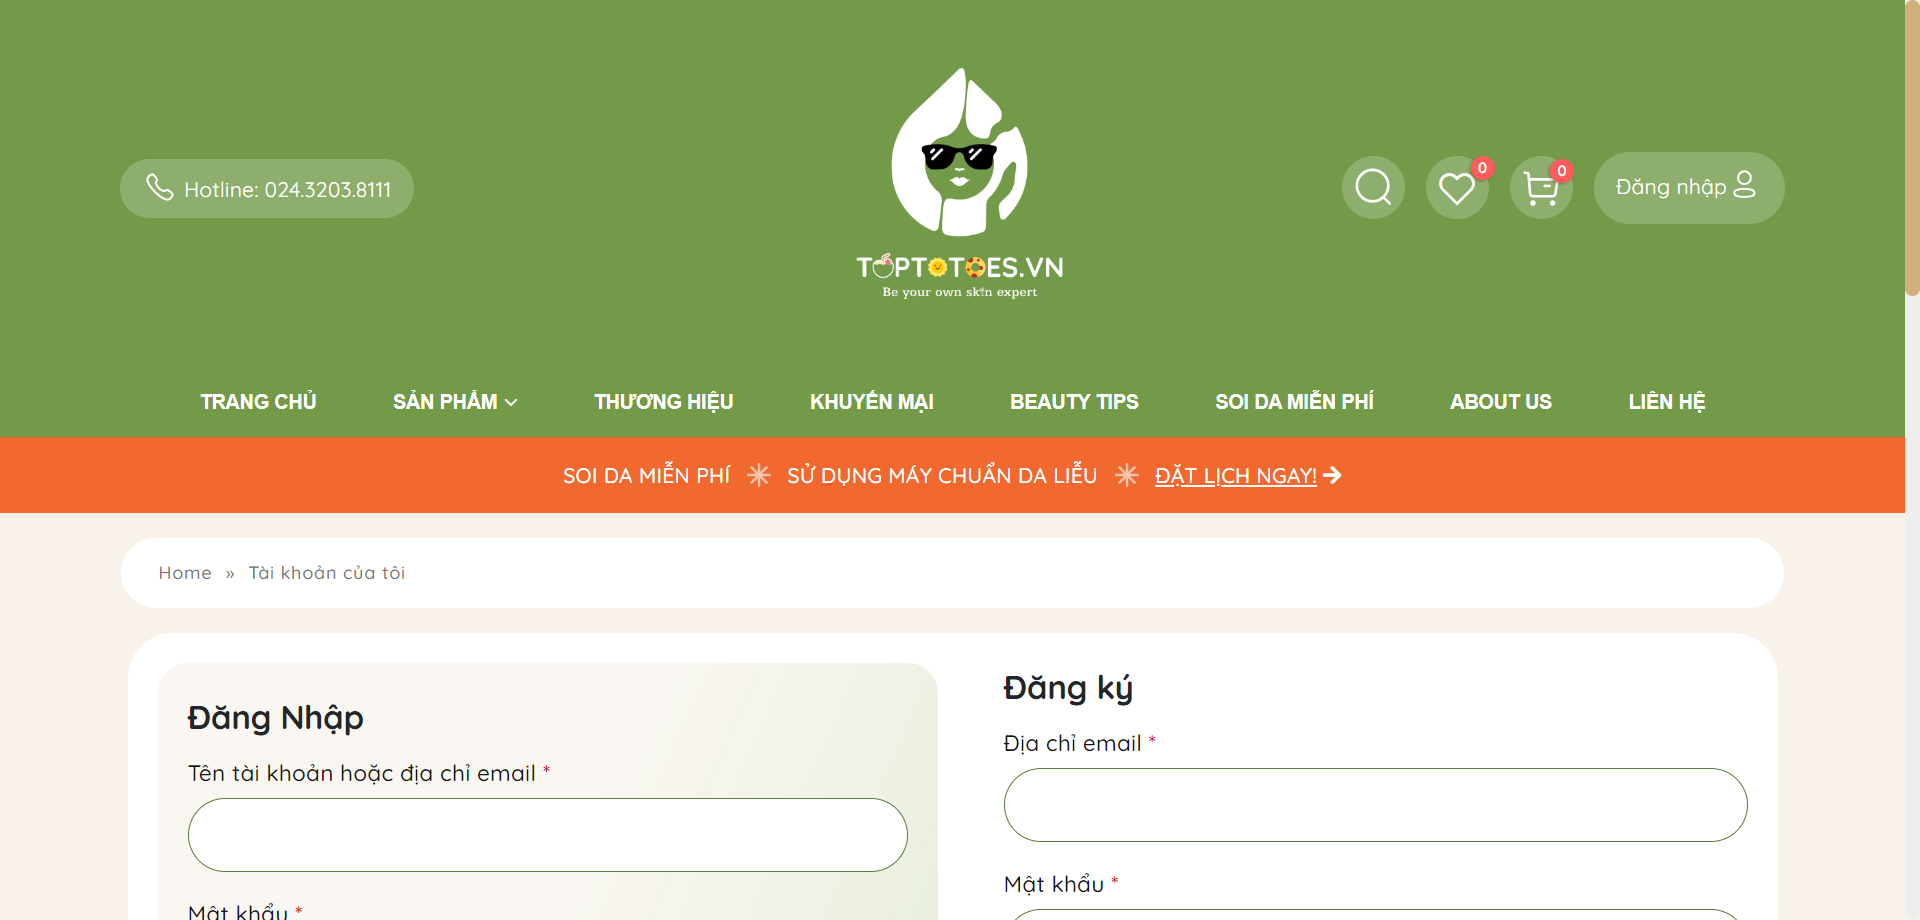 Hotline: 024.3203.8111
TOPTOTOES.VN
Be your own skin expert
0
0
Đăng nhập
TRANG CHỦ
SẢN PHẨM
THƯƠNG HIỆU
KHUYẾN MẠI
BEAUTY TIPS
SOI DA MIỄN PHÍ
ABOUT US
LIÊN HỆ
SOI DA MIỄN PHÍ
SỬ DỤNG MÁY CHUẨN DA LIỄU
ĐẶT LỊCH NGAY!
Home » Tài khoản của tôi
Đăng Nhập
Tên tài khoản hoặc địa chỉ email *
Mật khẩu *
Đăng ký
Địa chỉ email *
Mật khẩu *